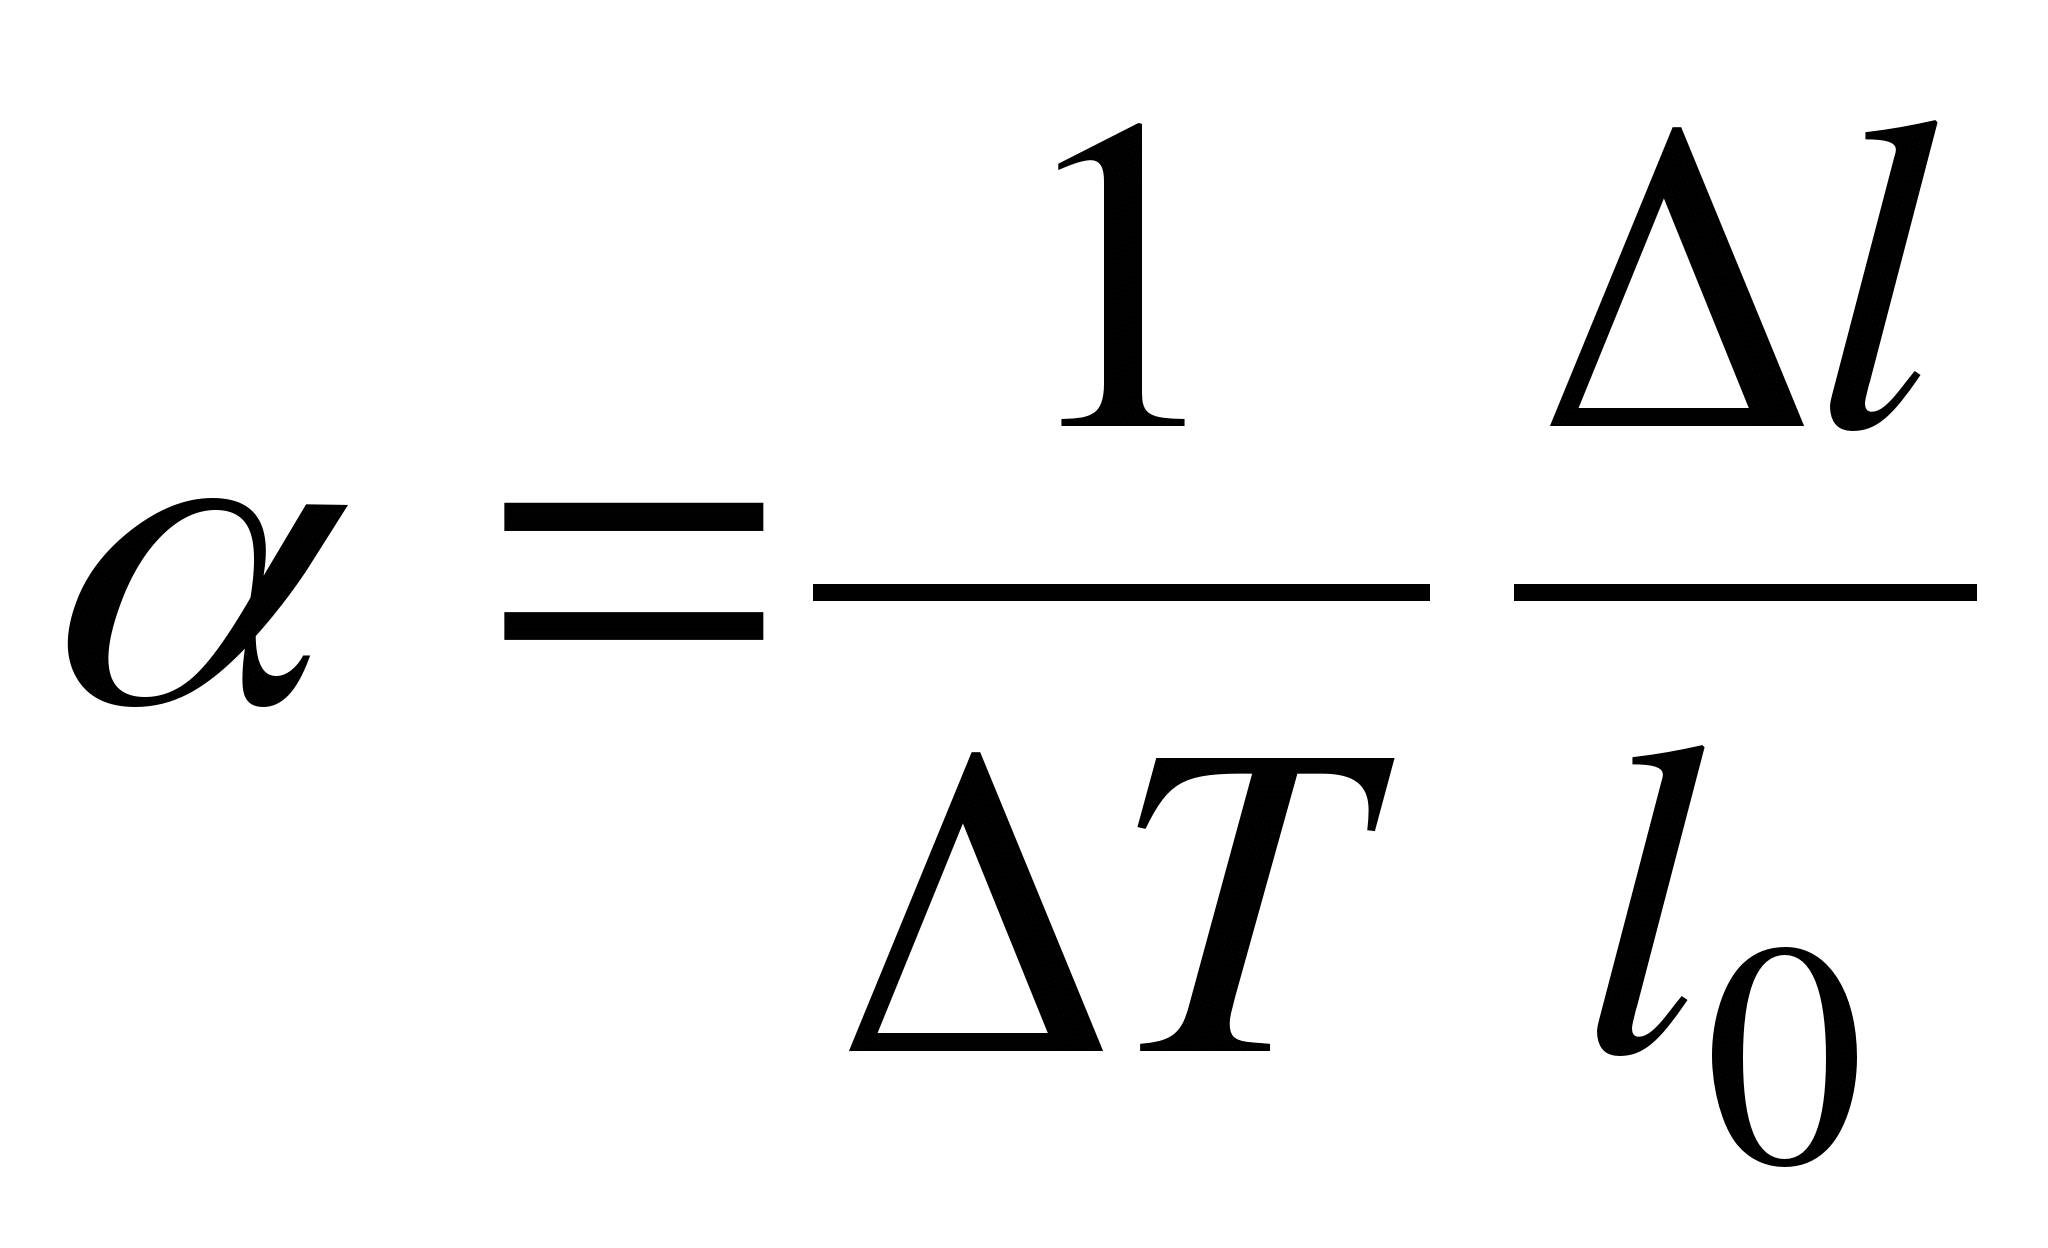 α = 1/ΔT Δl/l₀